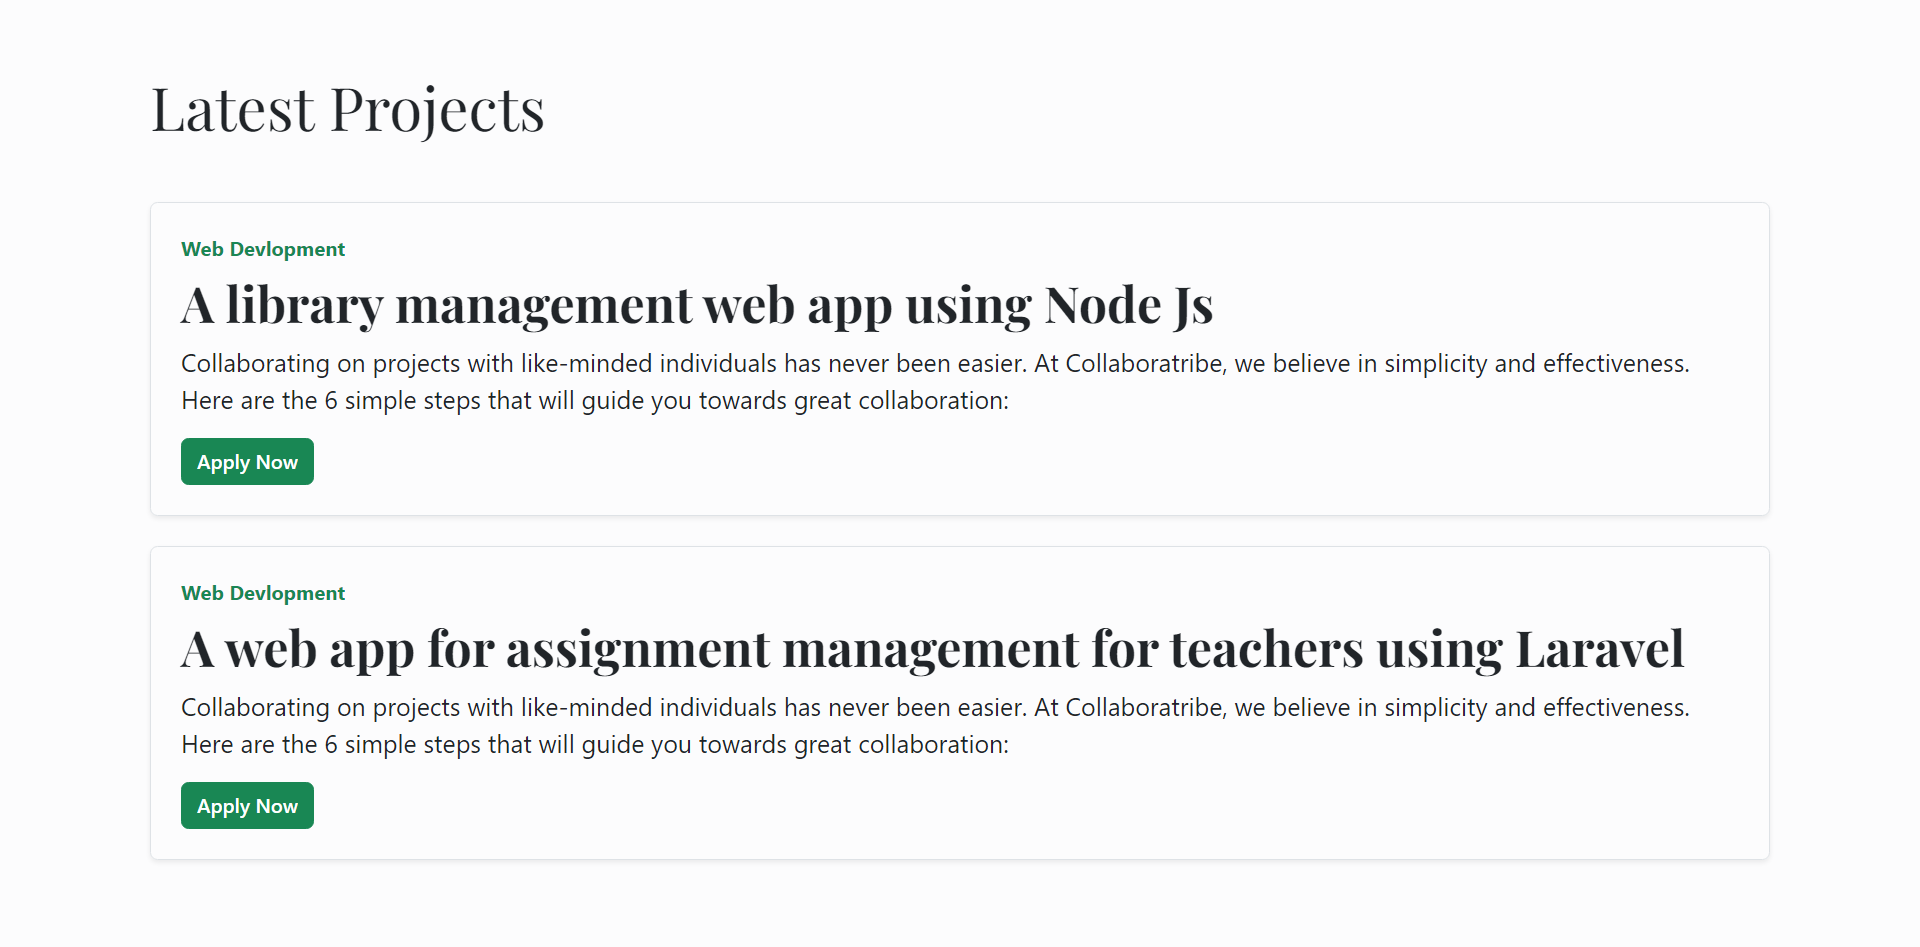 Latest Projects
Web Devlopment
A library management web app using Node Js
Collaborating on projects with like-minded individuals has never been easier. At Collaboratribe, we believe in simplicity and effectiveness.
Here are the 6 simple steps that will guide you towards great collaboration:
Apply Now
Web Devlopment
A web app for assignment management for teachers using Laravel
Collaborating on projects with like-minded individuals has never been easier. At Collaboratribe, we believe in simplicity and effectiveness.
Here are the 6 simple steps that will guide you towards great collaboration:
Apply Now